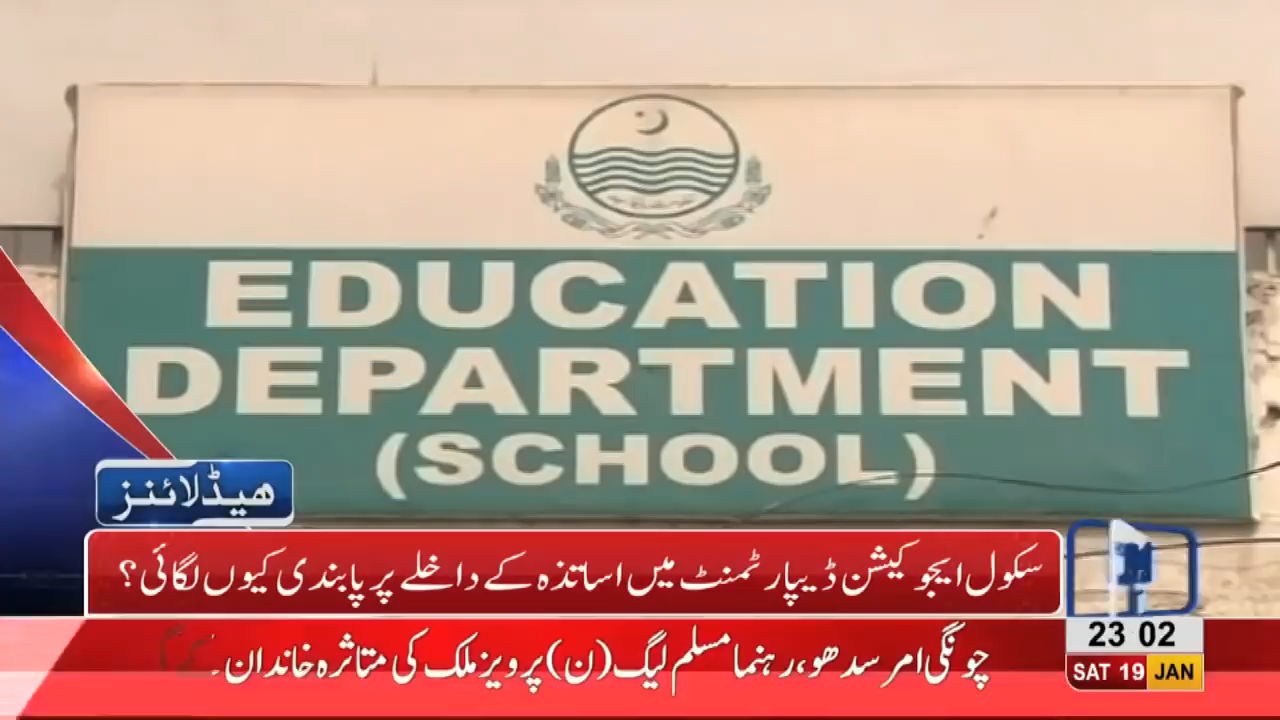 EDUCATION
DEPARTMENT
(SCHOOL)
ھیڈلائنز
سکول ایجوکیشن ڈیپارٹمنٹ میں اساتذہ کے داخلے پر پابندی کیوں لگائی؟
23 02
چونگی امر سدھو، رہنما مسلم لیگ (ن) پرویز ملک کی متاثرہ خاندان
SAT 19 JAN